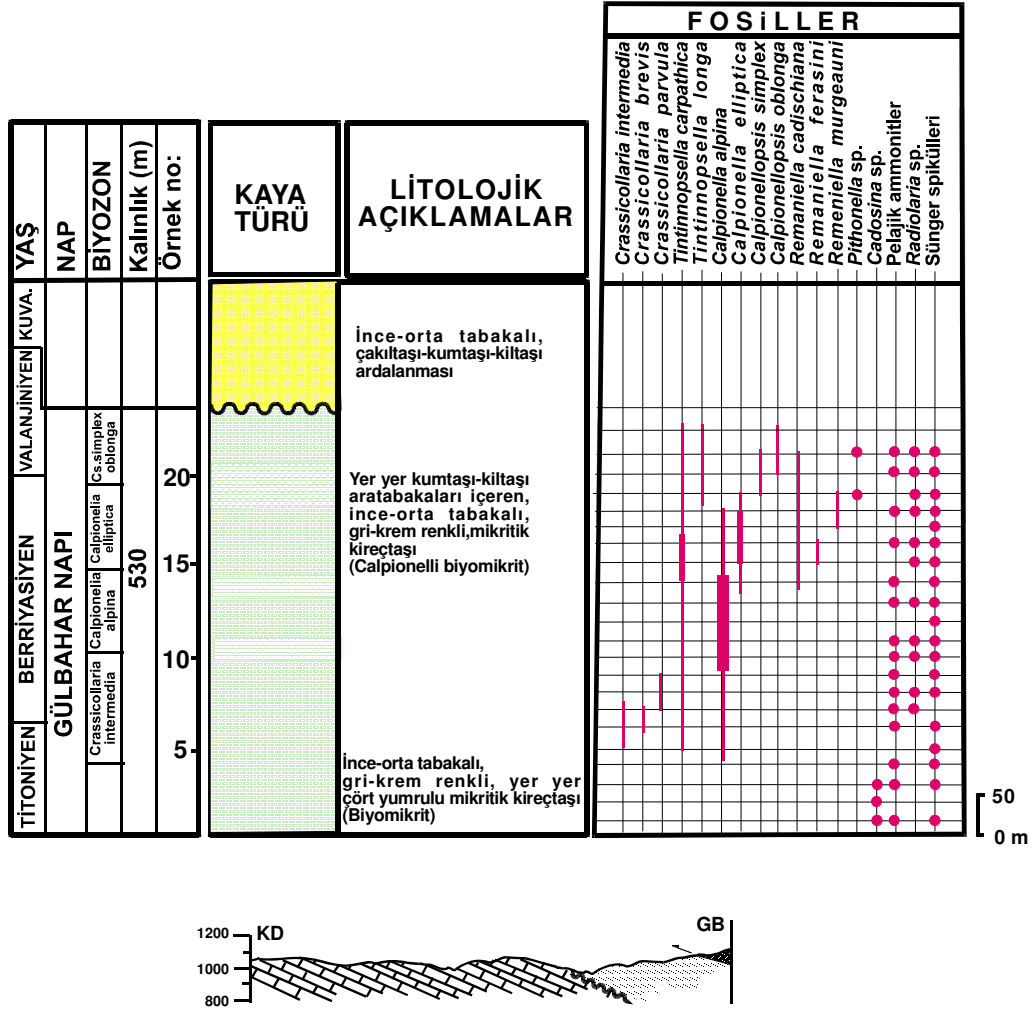 FOSiLLER
Crassicollaria intermedia
Crassicollaria brevis
Crassicollaria parvula
Tintinnopsella carpathica
Tintinnopsella longa
Calpionella alpina
Calpionella elliptica
Calpionellopsis simplex
Calpionellopsis oblonga
Remaniella cadischiana
Remaniella ferasini
Remeniella murgeauni
Pithonella sp.
Cadosina sp.
Pelajik ammonitler
Radiolaria sp.
Sünger spikülleri
YAŞ
NAP
BİYOZON
Kalınlık (m)
Örnek no:
KAYA
TÜRÜ
LİTOLOJİK
AÇIKLAMALAR
KUVA.
VALANJİNİYEN
BERRİYASİYEN
TİTONİYEN
GÜLBAHAR NAPI
Cs.simplex
oblonga
Calpionelia
elliptica
Calpionelia
alpina
Crassicollaria
intermedia
530
20
15
10
5
İnce-orta tabakalı,
çakıltaşı-kumtaşı-kiltaşı
ardalanması
Yer yer kumtaşı-kiltaşı
aratabakaları içeren,
ince-orta tabakalı,
gri-krem renkli,mikritik
kireçtaşı
(Calpionelli biyomikrit)
İnce-orta tabakalı,
gri-krem renkli, yer yer
çört yumrulu mikritik kireçtaşı
(Biyomikrit)
50
0 m
1200
1000
800
KD
GB